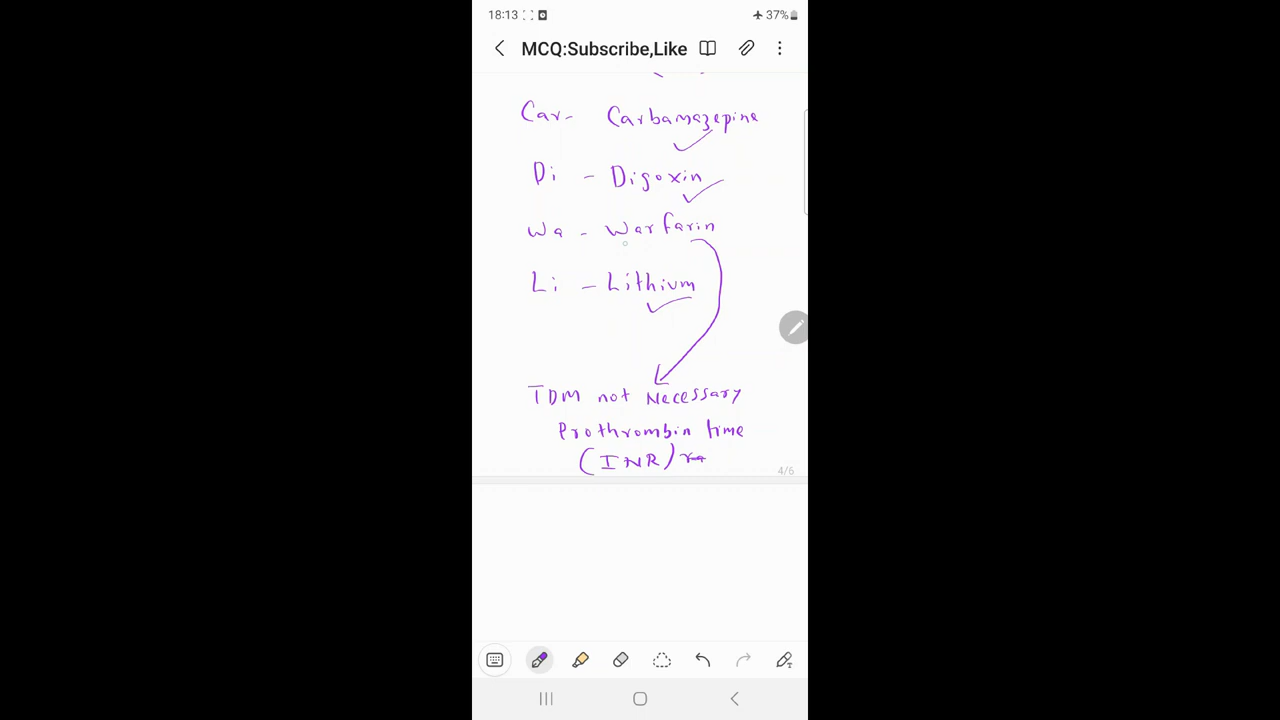 18:13 37%
MCQ:Subscribe,Like
Car- Carbamazepine
Di - Digoxin
Wa - Warfarin
Li - Lithium
TDM not Necessary
Prothrombin time
(INR)
4/6